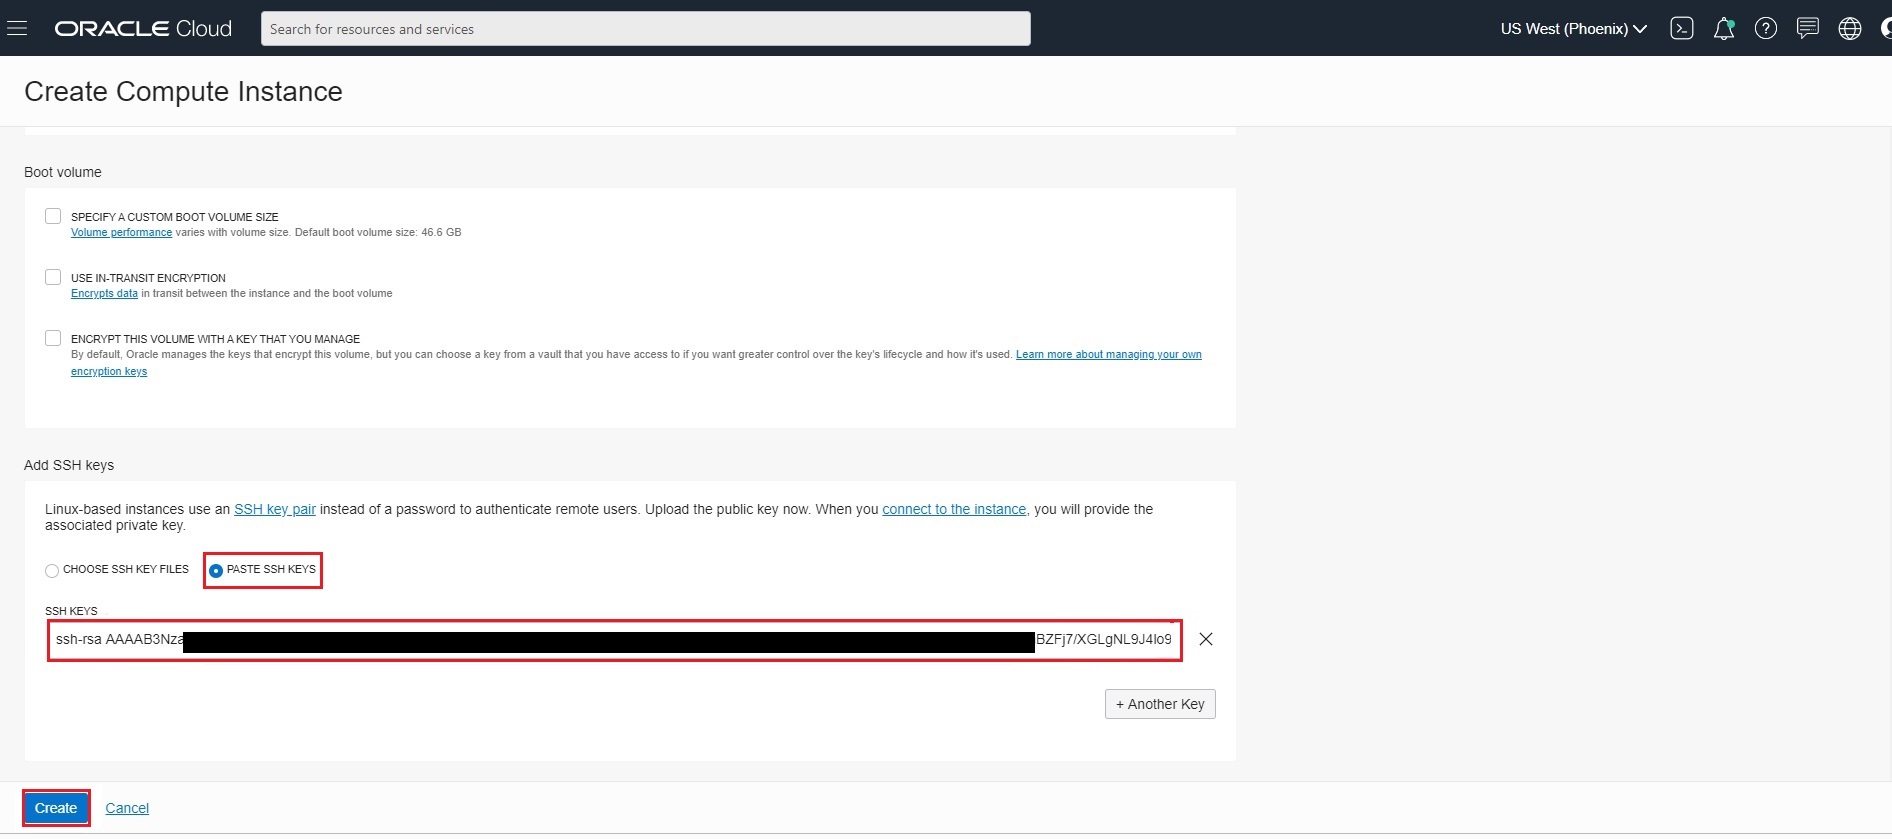 ORACLE Cloud
Search for resources and services
US West (Phoenix)
Create Compute Instance
Boot volume
SPECIFY A CUSTOM BOOT VOLUME SIZE
Volume performance varies with volume size. Default boot volume size: 46.6 GB
USE IN-TRANSIT ENCRYPTION
Encrypts data in transit between the instance and the boot volume
ENCRYPT THIS VOLUME WITH A KEY THAT YOU MANAGE
By default, Oracle manages the keys that encrypt this volume, but you can choose a key from a vault that you have access to if you want greater control over the key's lifecycle and how it's used. Learn more about managing your own
encryption keys
Add SSH keys
Linux-based instances use an SSH key pair instead of a password to authenticate remote users. Upload the public key now. When you connect to the instance, you will provide the
associated private key.
CHOOSE SSH KEY FILES PASTE SSH KEYS
SSH KEYS
ssh-rsa AAAAB3Nza BZFj7/XGLgNL9J4lo9
+ Another Key
Create Cancel